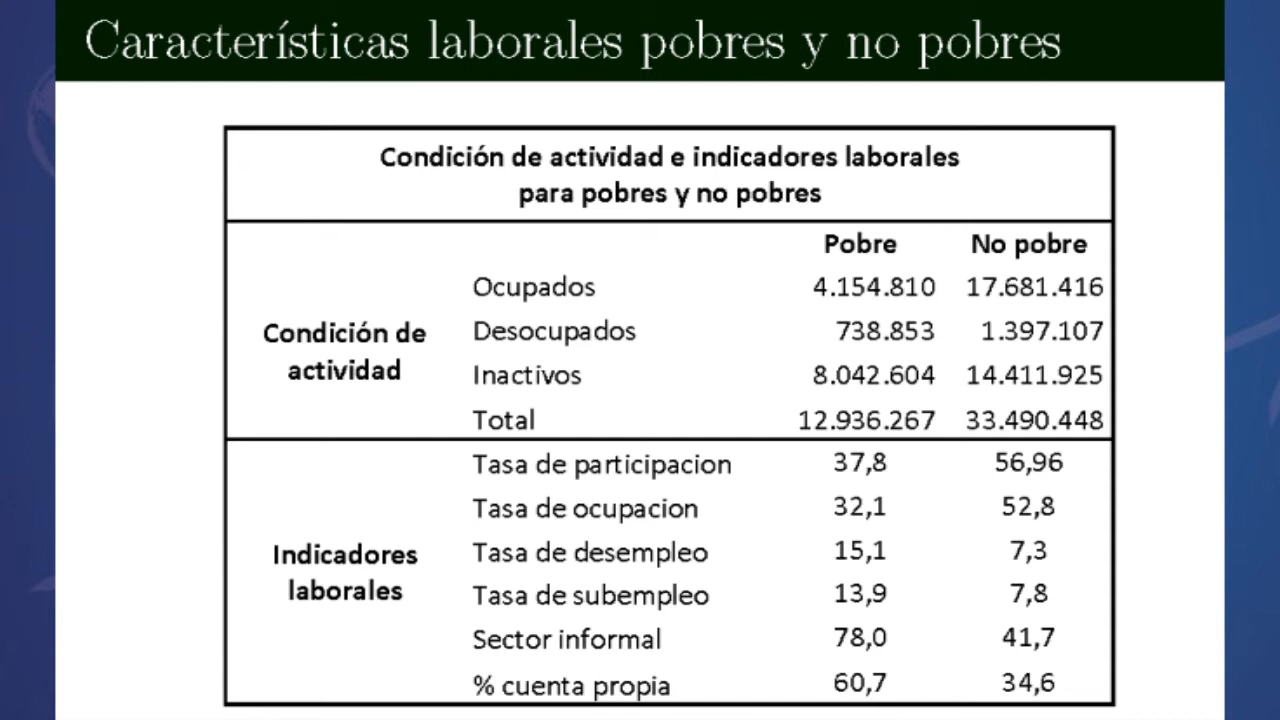 Características laborales pobres y no pobres
Condición de actividad e indicadores laborales
para pobres y no pobres
Pobre No pobre
Condición de
actividad
Ocupados 4.154.810 17.681.416
Desocupados 738.853 1.397.107
Inactivos 8.042.604 14.411.925
Total 12.936.267 33.490.448
Indicadores
laborales
Tasa de participacion 37,8 56,96
Tasa de ocupacion 32,1 52,8
Tasa de desempleo 15,1 7,3
Tasa de subempleo 13,9 7,8
Sector informal 78,0 41,7
% cuenta propia 60,7 34,6